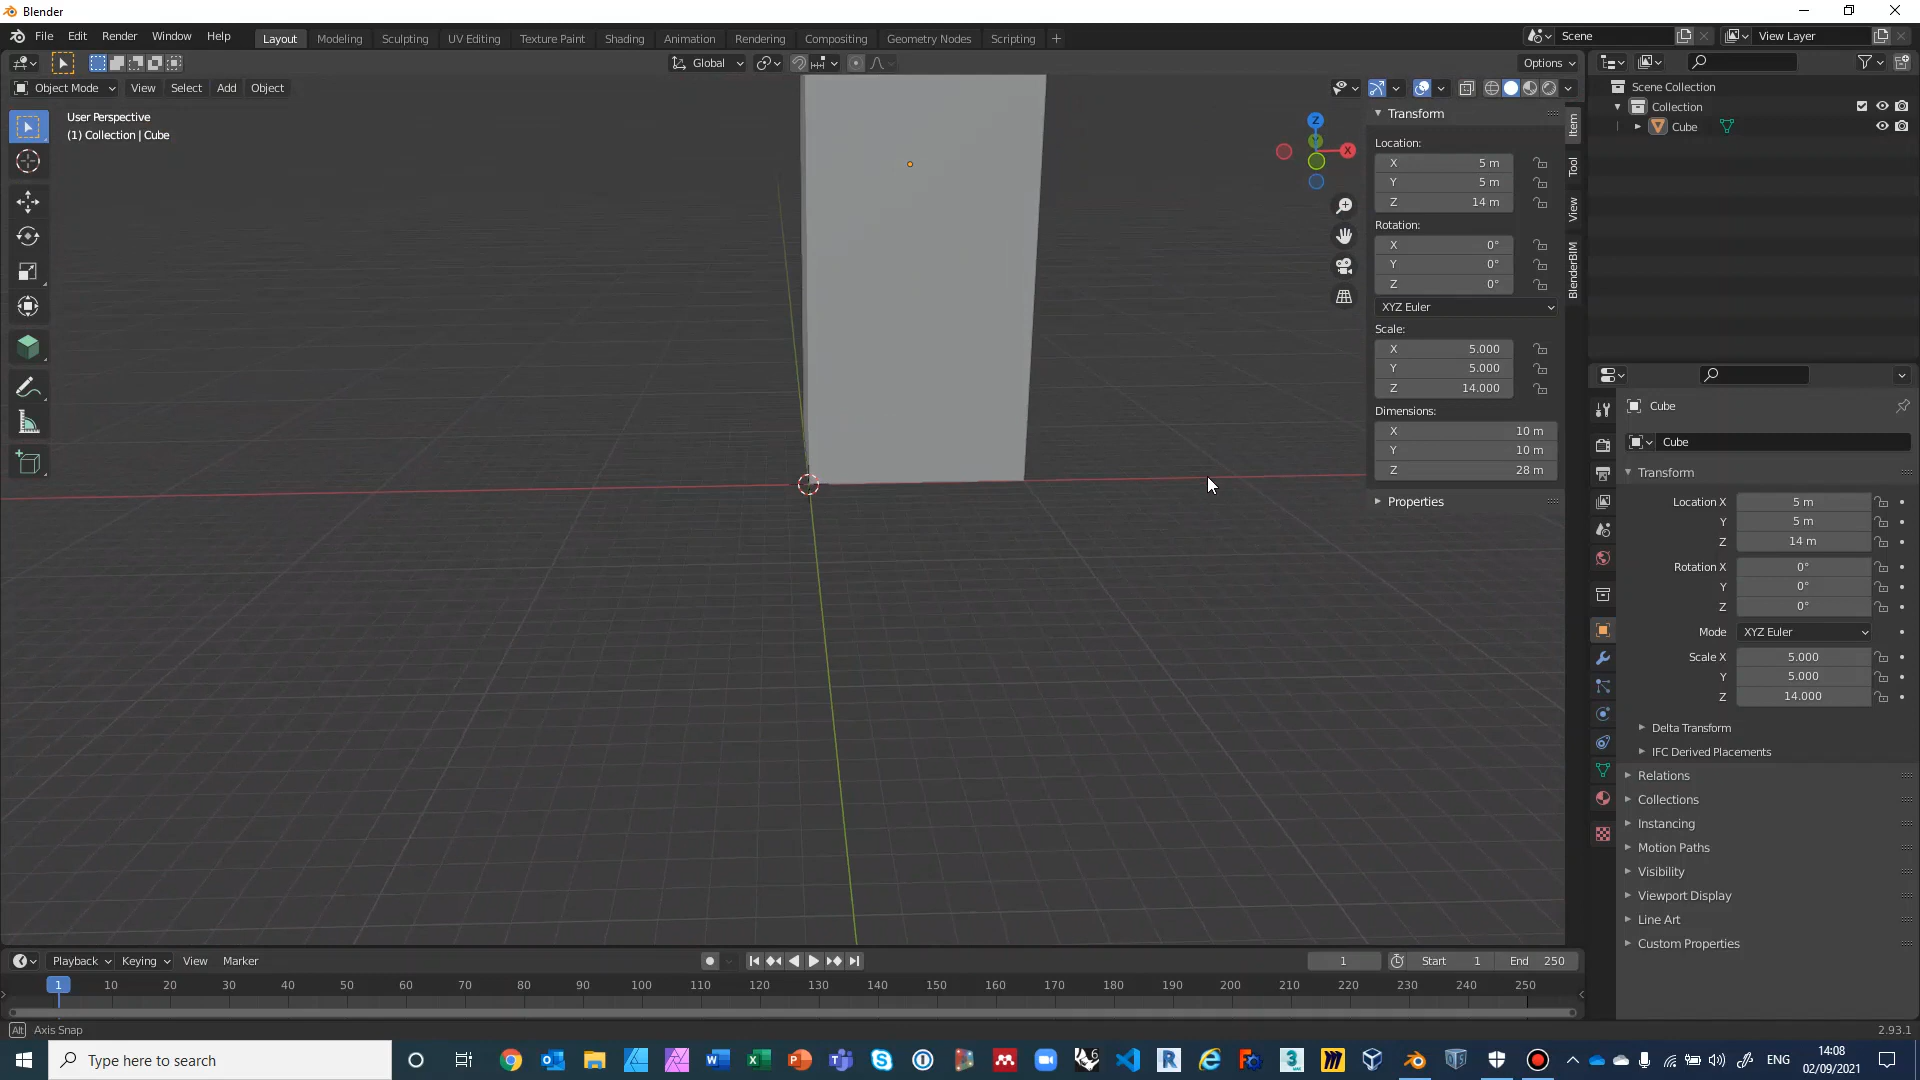 Blender
File Edit Render Window Help
Layout Modeling Sculpting UV Editing Texture Paint Shading Animation Rendering Compositing Geometry Nodes Scripting +
Scene
View Layer
Global
Options
Object Mode View Select Add Object
User Perspective
(1) Collection | Cube
Z
X
Transform
Location:
X 5 m
Y 5 m
Z 14 m
Rotation:
X 0°
Y 0°
Z 0°
XYZ Euler
Scale:
X 5.000
Y 5.000
Z 14.000
Dimensions:
X 10 m
Y 10 m
Z 28 m
Properties
Item
Tool
View
BlenderBIM
Scene Collection
Collection
Cube
Cube
Cube
Transform
Location X 5 m
Y 5 m
Z 14 m
Rotation X 0°
Y 0°
Z 0°
Mode XYZ Euler
Scale X 5.000
Y 5.000
Z 14.000
Delta Transform
IFC Derived Placements
Relations
Collections
Instancing
Motion Paths
Visibility
Viewport Display
Line Art
Custom Properties
Playback Keying View Marker
1 Start 1 End 250
1 10 20 30 40 50 60 70 80 90 100 110 120 130 140 150 160 170 180 190 200 210 220 230 240 250
Alt Axis Snap
2.93.1
Type here to search
ENG
14:08
02/09/2021